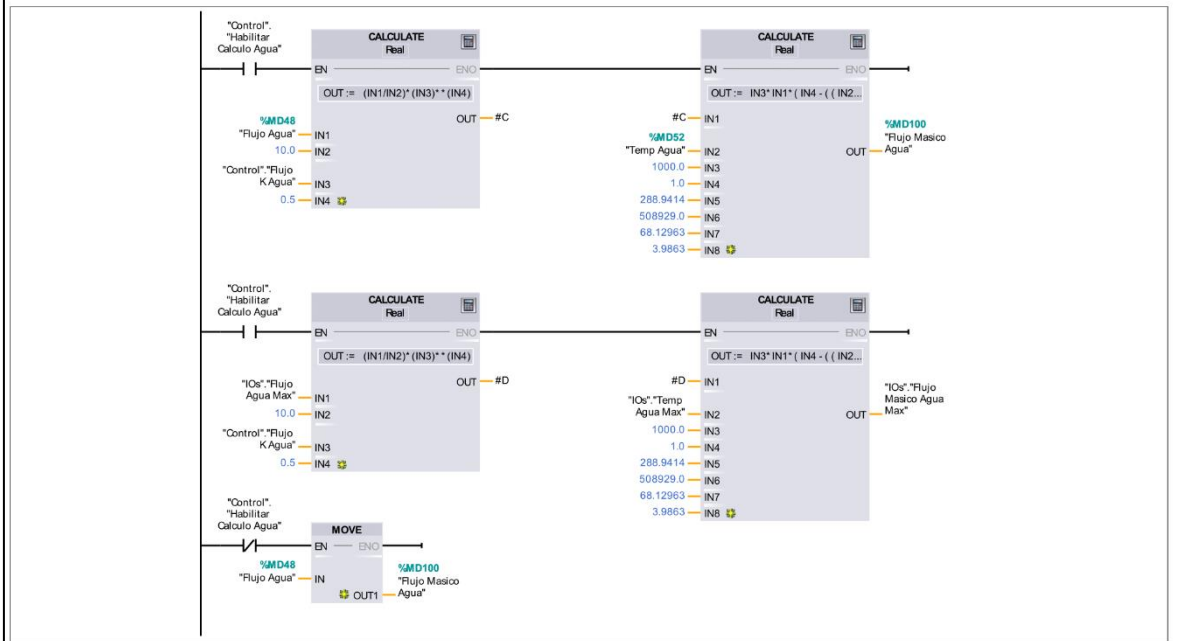 "Control".
"Habilitar
Calculo Agua"
CALCULATE
Real
EN
ENO
OUT := (IN1/IN2)*(IN3)**(IN4)
%MD48
"Flujo Agua"
IN1
10.0
IN2
"Control"."Flujo
K Agua"
IN3
0.5
IN4
OUT
#C
CALCULATE
Real
EN
ENO
OUT := IN3*IN1*( IN4 - ( ( IN2...
#C
IN1
%MD52
"Temp Agua"
IN2
1000.0
IN3
1.0
IN4
288.9414
IN5
508929.0
IN6
68.12963
IN7
3.9863
IN8
OUT
%MD100
"Flujo Masico
Agua"
"Control".
"Habilitar
Calculo Agua"
CALCULATE
Real
EN
ENO
OUT := (IN1/IN2)*(IN3)**(IN4)
"IOs"."Flujo
Agua Max"
IN1
10.0
IN2
"Control"."Flujo
K Agua"
IN3
0.5
IN4
OUT
#D
CALCULATE
Real
EN
ENO
OUT := IN3*IN1*( IN4 - ( ( IN2...
#D
IN1
"IOs"."Temp
Agua Max"
IN2
1000.0
IN3
1.0
IN4
288.9414
IN5
508929.0
IN6
68.12963
IN7
3.9863
IN8
OUT
"IOs"."Flujo
Masico Agua
Max"
"Control".
"Habilitar
Calculo Agua"
MOVE
EN
ENO
%MD48
"Flujo Agua"
IN
OUT1
%MD100
"Flujo Masico
Agua"